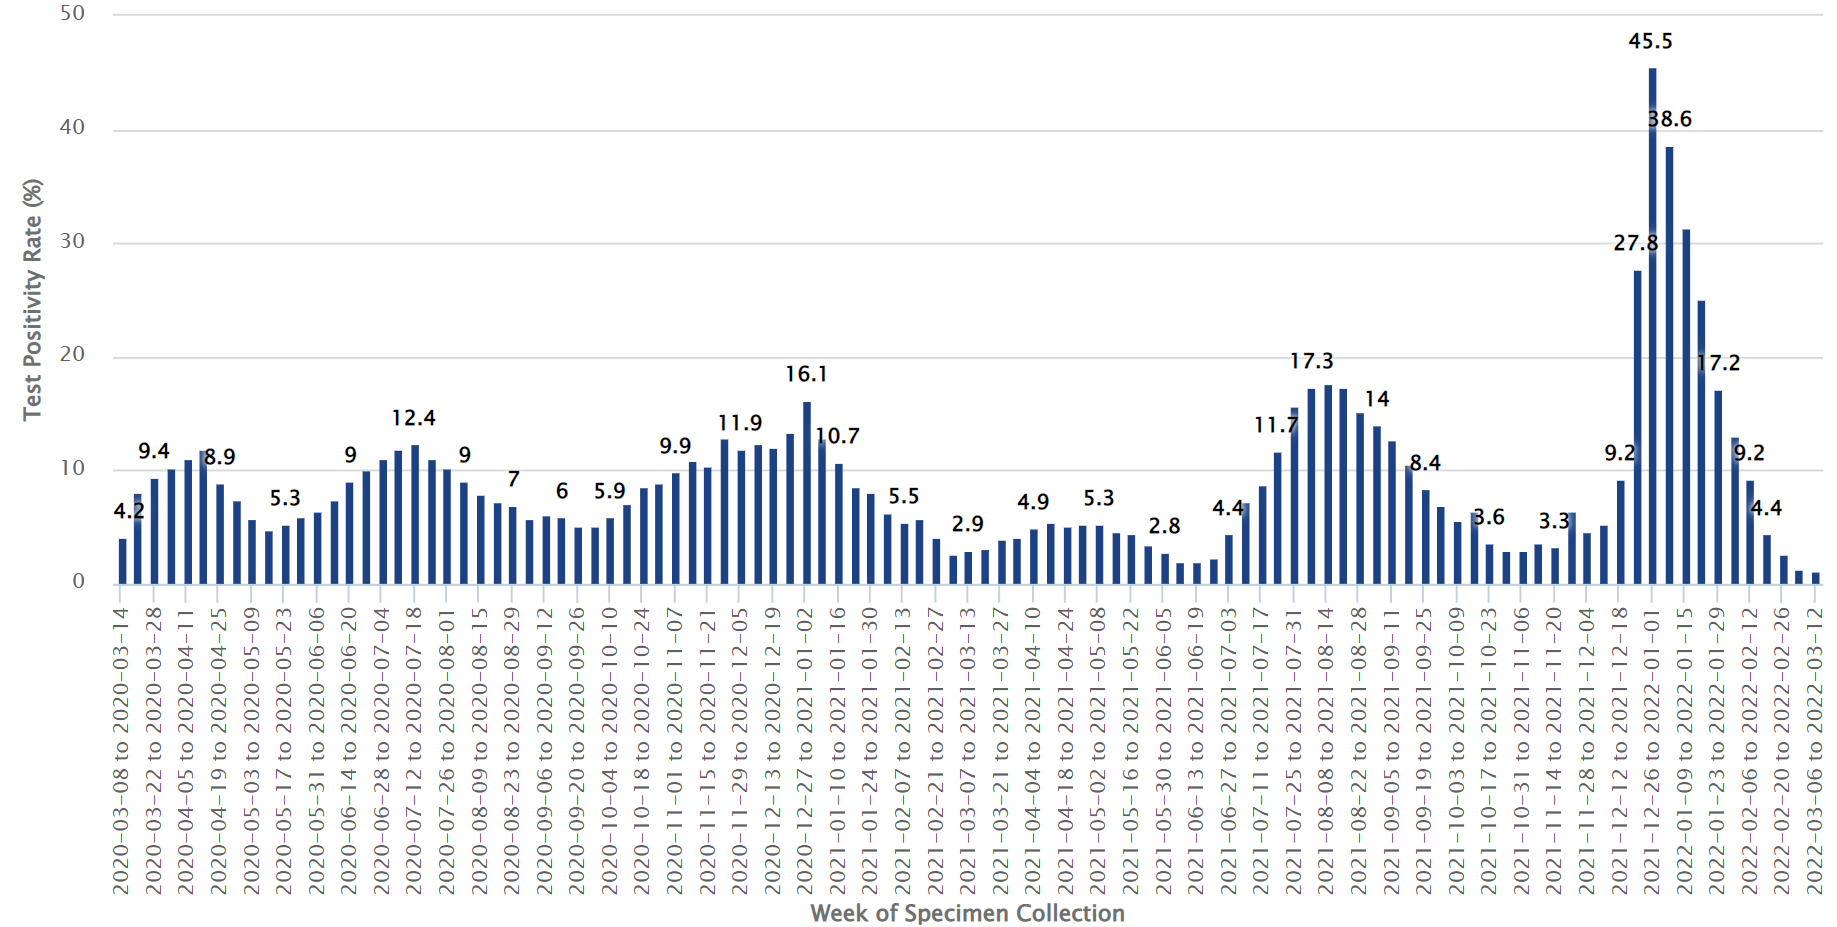 50
40
30
20
10
0
Test Positivity Rate (%)
4.2
9.4
8.9
5.3
9
12.4
9
7
6
5.9
9.9
11.9
16.1
10.7
5.5
2.9
4.9
5.3
2.8
4.4
11.7
17.3
14
8.4
3.6
3.3
9.2
27.8
45.5
38.6
17.2
9.2
4.4
2020-03-08 to 2020-03-14
2020-03-22 to 2020-03-28
2020-04-05 to 2020-04-11
2020-04-19 to 2020-04-25
2020-05-03 to 2020-05-09
2020-05-17 to 2020-05-23
2020-05-31 to 2020-06-06
2020-06-14 to 2020-06-20
2020-06-28 to 2020-07-04
2020-07-12 to 2020-07-18
2020-07-26 to 2020-08-01
2020-08-09 to 2020-08-15
2020-08-23 to 2020-08-29
2020-09-06 to 2020-09-12
2020-09-20 to 2020-09-26
2020-10-04 to 2020-10-10
2020-10-18 to 2020-10-24
2020-11-01 to 2020-11-07
2020-11-15 to 2020-11-21
2020-11-29 to 2020-12-05
2020-12-13 to 2020-12-19
2020-12-27 to 2021-01-02
2021-01-10 to 2021-01-16
2021-01-24 to 2021-01-30
2021-02-07 to 2021-02-13
2021-02-21 to 2021-02-27
2021-03-07 to 2021-03-13
2021-03-21 to 2021-03-27
2021-04-04 to 2021-04-10
2021-04-18 to 2021-04-24
2021-05-02 to 2021-05-08
2021-05-16 to 2021-05-22
2021-05-30 to 2021-06-05
2021-06-13 to 2021-06-19
2021-06-27 to 2021-07-03
2021-07-11 to 2021-07-17
2021-07-25 to 2021-07-31
2021-08-08 to 2021-08-14
2021-08-22 to 2021-08-28
2021-09-05 to 2021-09-11
2021-09-19 to 2021-09-25
2021-10-03 to 2021-10-09
2021-10-17 to 2021-10-23
2021-10-31 to 2021-11-06
2021-11-14 to 2021-11-20
2021-11-28 to 2021-12-04
2021-12-12 to 2021-12-18
2021-12-26 to 2022-01-01
2022-01-09 to 2022-01-15
2022-01-23 to 2022-01-29
2022-02-06 to 2022-02-12
2022-02-20 to 2022-02-26
2022-03-06 to 2022-03-12
Week of Specimen Collection